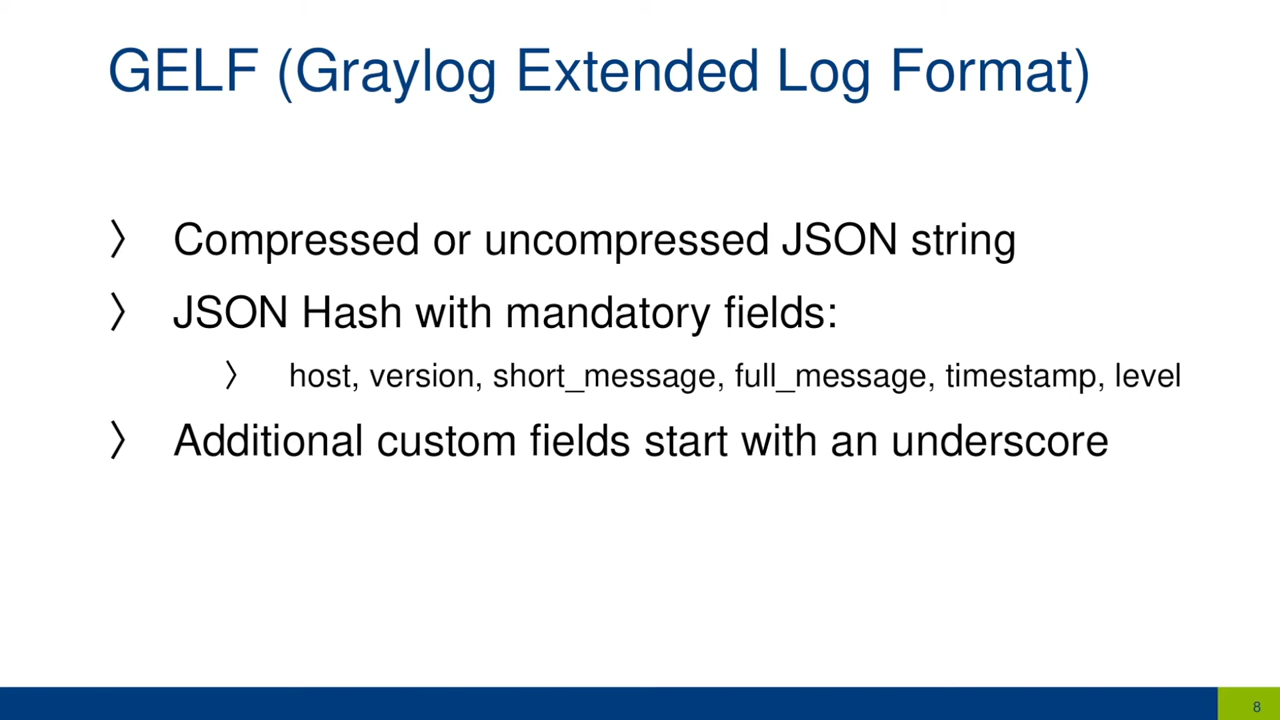 GELF (Graylog Extended Log Format)
〉 Compressed or uncompressed JSON string
〉 JSON Hash with mandatory fields:
〉 host, version, short_message, full_message, timestamp, level
〉 Additional custom fields start with an underscore
8